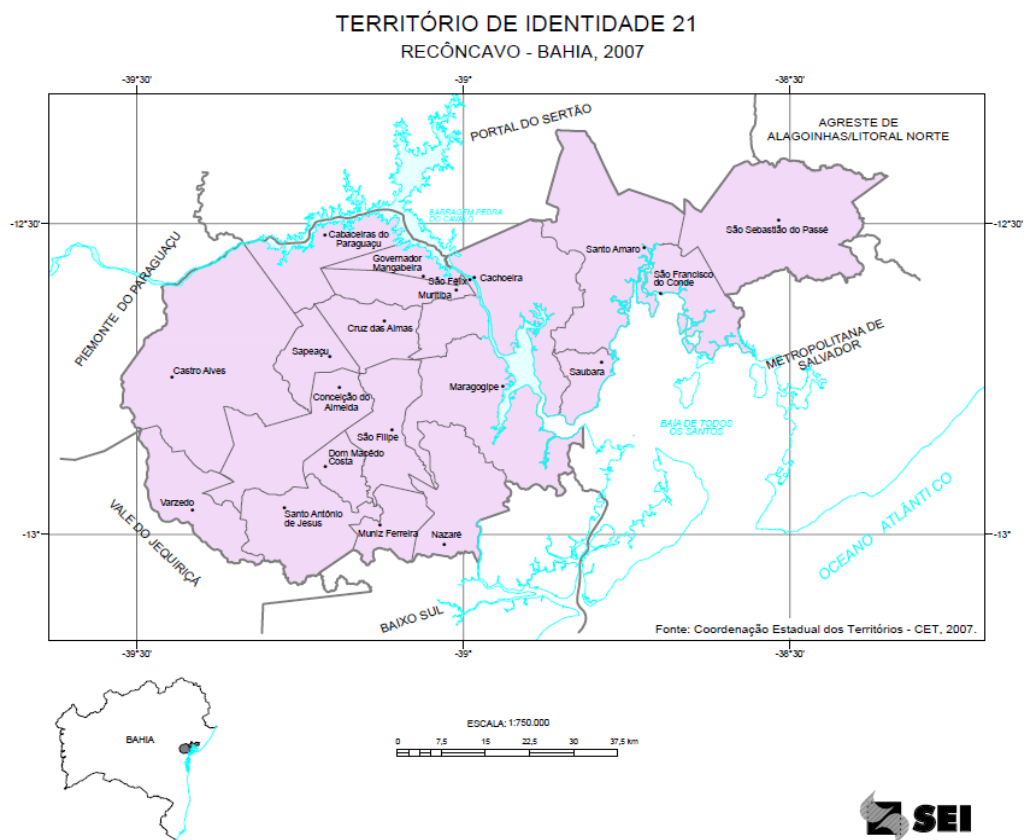 TERRITÓRIO DE IDENTIDADE 21
RECÔNCAVO - BAHIA, 2007
-39°30'
-39°
-38°30'
PORTAL DO SERTÃO
AGRESTE DE
ALAGOINHAS/LITORAL NORTE
-12°30'
-12°30'
BARRAGEM PEDRA
DO CAVALO
PIEMONTE DO PARAGUAÇU
Cabaceiras do
Paraguaçu
Governador
Mangabeira
São Felix
Muritiba
Cachoeira
Santo Amaro
São Francisco
do Conde
São Sebastião do Passé
Cruz das Almas
Sapeaçu
Castro Alves
Conceição do
Almeida
Maragogipe
Saubara
METROPOLITANA DE
SALVADOR
BAIA DE TODOS
OS SANTOS
São Filipe
Dom Macêdo
Costa
Varzedo
Santo Antônio
de Jesus
Muniz Ferreira
Nazaré
VALE DO JEQUIRIÇÁ
OCEANO ATLÂNTICO
-13°
-13°
BAIXO SUL
Fonte: Coordenação Estadual dos Territórios - CET, 2007.
-39°30'
-39°
-38°30'
BAHIA
ESCALA: 1:750.000
0 7,5 15 22,5 30 37,5 km
SEI